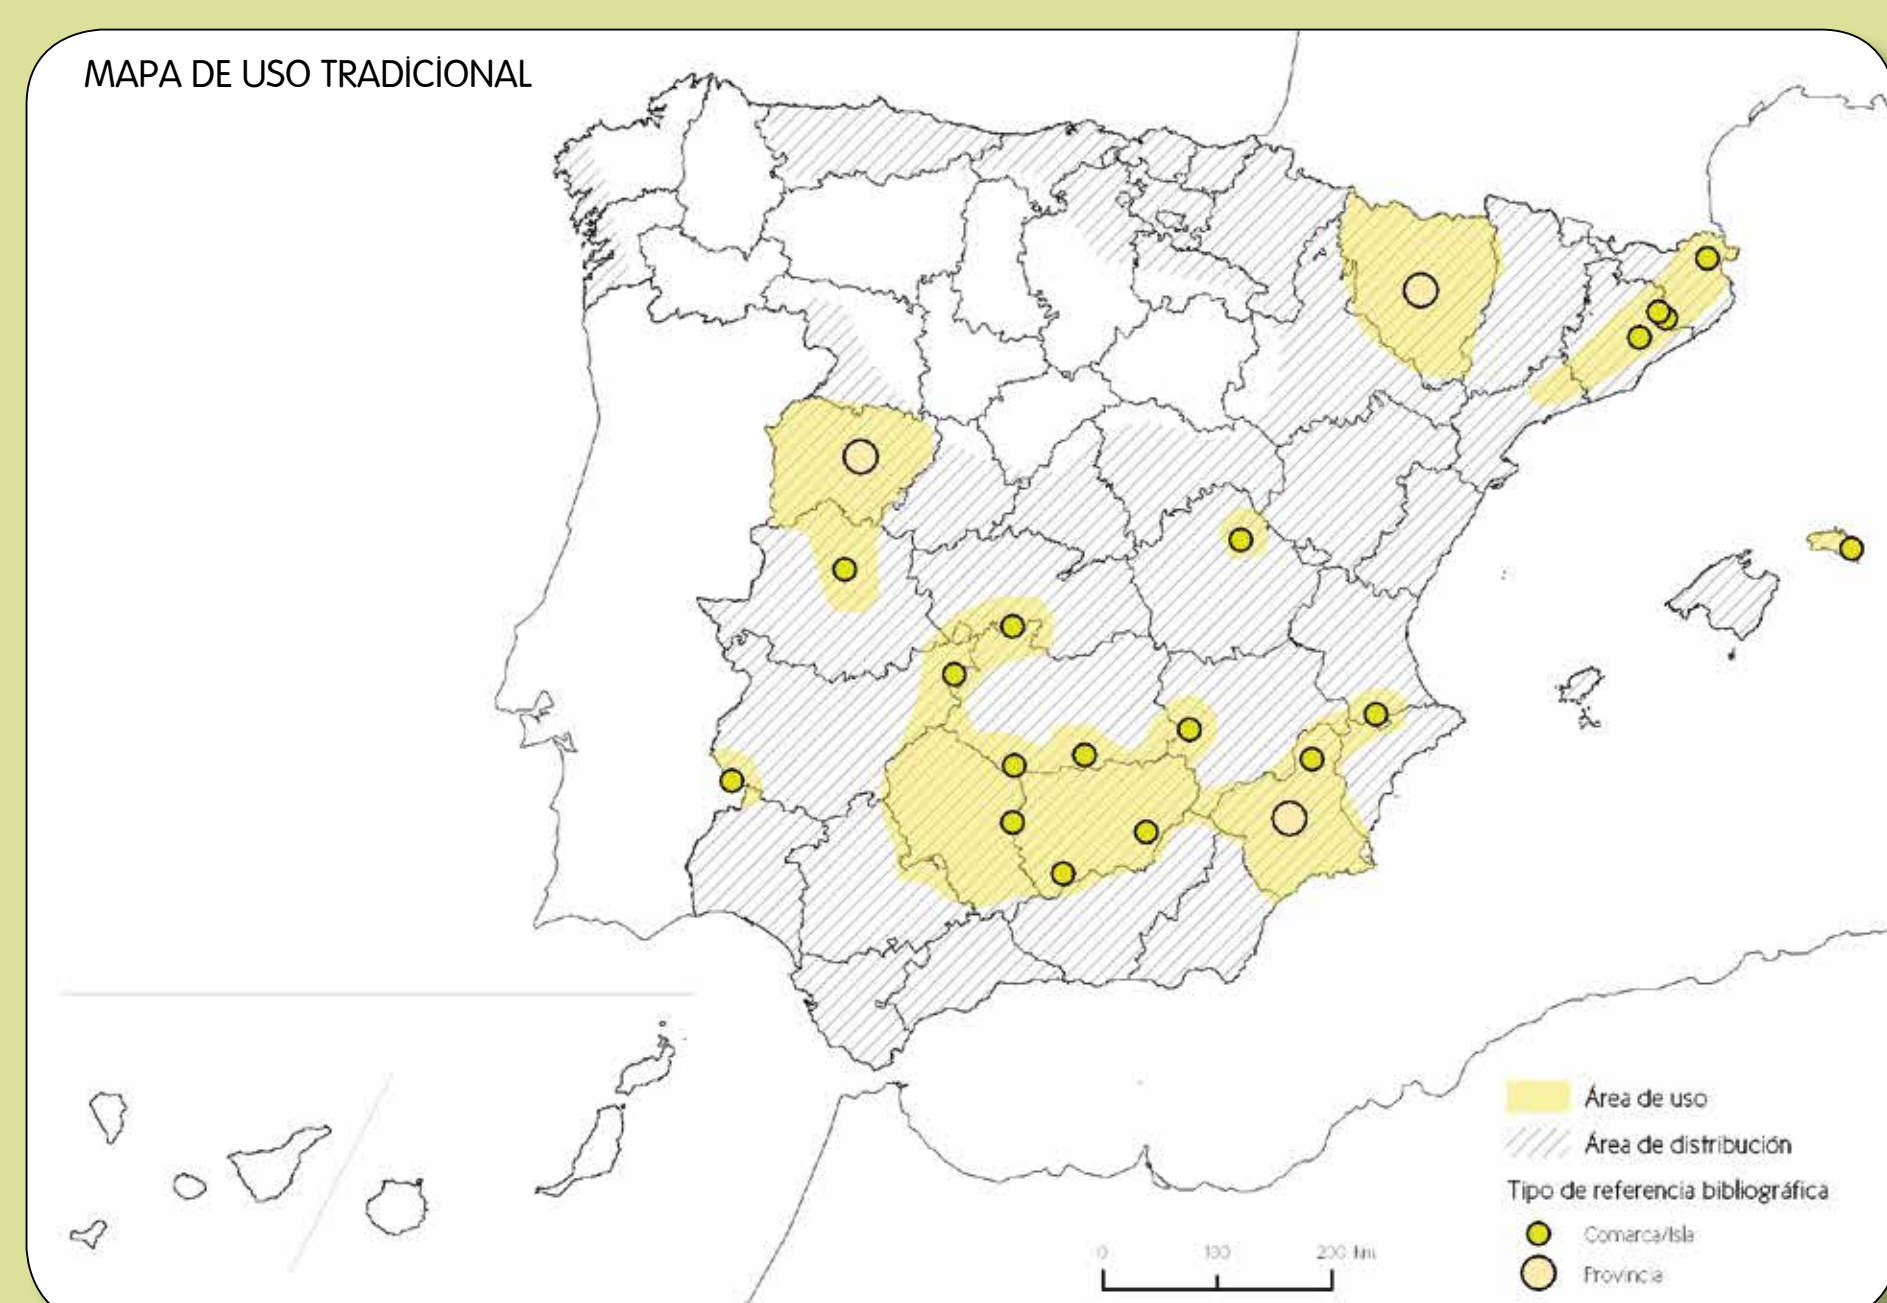 MAPA DE USO TRADICIONAL
Área de uso
Área de distribución
Tipo de referencia bibliográfica
Comarca/Isla
Provincia
0 100 200 km